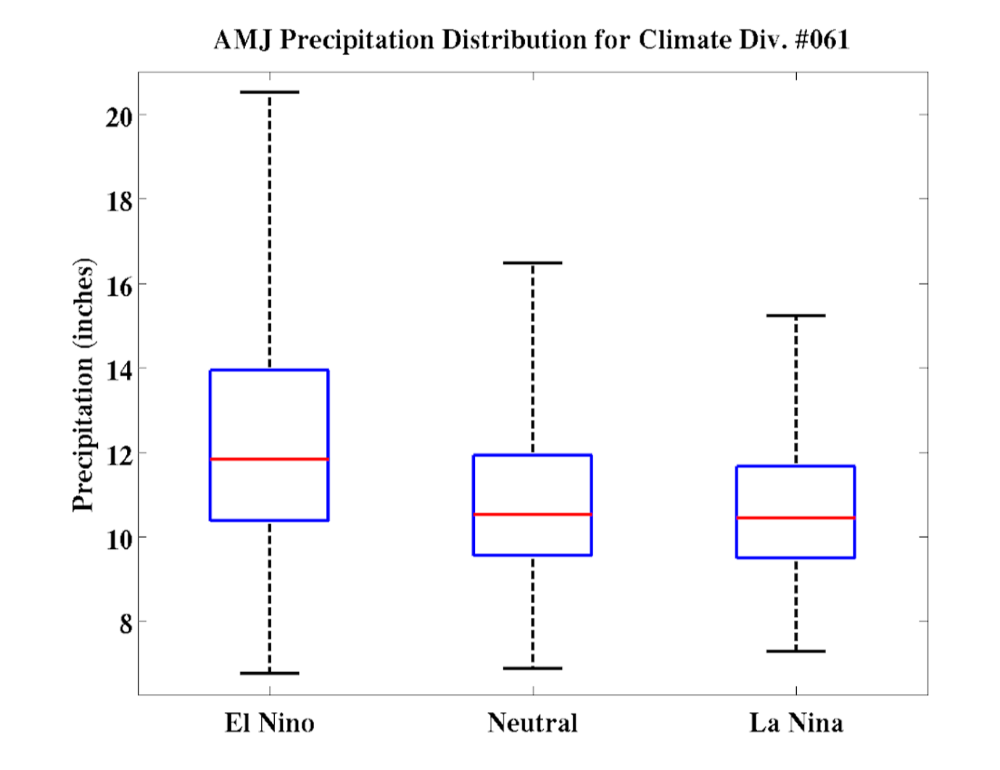 AMJ Precipitation Distribution for Climate Div. #061
Precipitation (inches)
20
18
16
14
12
10
8
El Nino
Neutral
La Nina